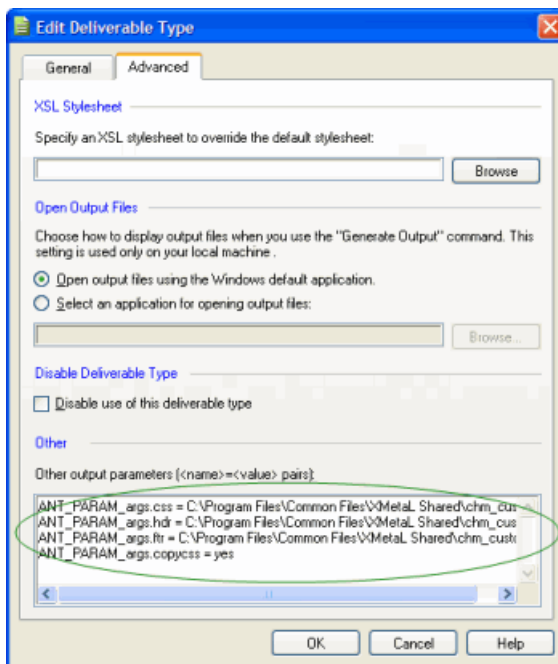 Edit Deliverable Type
General Advanced
XSL Stylesheet
Specify an XSL stylesheet to override the default stylesheet:
Browse
Open Output Files
Choose how to display output files when you use the "Generate Output" command. This
setting is used only on your local machine .
Open output files using the Windows default application.
Select an application for opening output files:
Browse...
Disable Deliverable Type
Disable use of this deliverable type
Other
Other output parameters (<name>=<value> pairs):
ANT_PARAM_args.css = C:\Program Files\Common Files\XMetaL Shared\chm_cus
ANT_PARAM_args.hdr = C:\Program Files\Common Files\XMetaL Shared\chm_cus
ANT_PARAM_args.ftr = C:\Program Files\Common Files\XMetaL Shared\chm_custo
ANT_PARAM_args.copycss = yes
OK Cancel Help